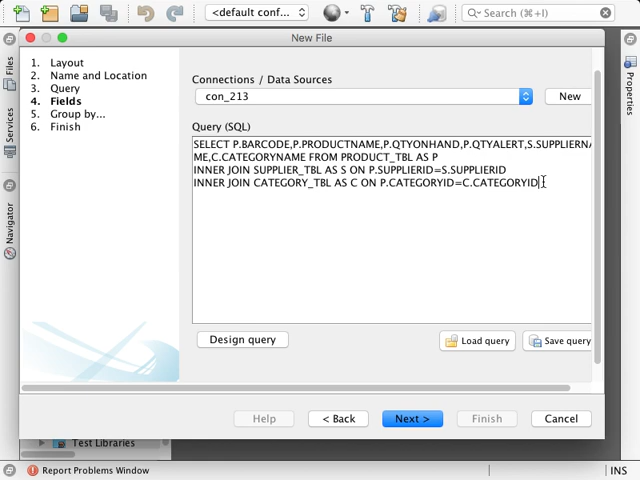 <default conf...
Search (⌘+I)
New File
1. Layout
2. Name and Location
3. Query
4. Fields
5. Group by...
6. Finish
Connections / Data Sources
con_213
New
Query (SQL)
SELECT P.BARCODE,P.PRODUCTNAME,P.QTYONHAND,P.QTYALERT,S.SUPPLIERNA
ME,C.CATEGORYNAME FROM PRODUCT_TBL AS P
INNER JOIN SUPPLIER_TBL AS S ON P.SUPPLIERID=S.SUPPLIERID
INNER JOIN CATEGORY_TBL AS C ON P.CATEGORYID=C.CATEGORYID
Design query
Load query
Save query
Help
< Back
Next >
Finish
Cancel
Files
Services
Navigator
Properties
Test Libraries
Report Problems Window
INS